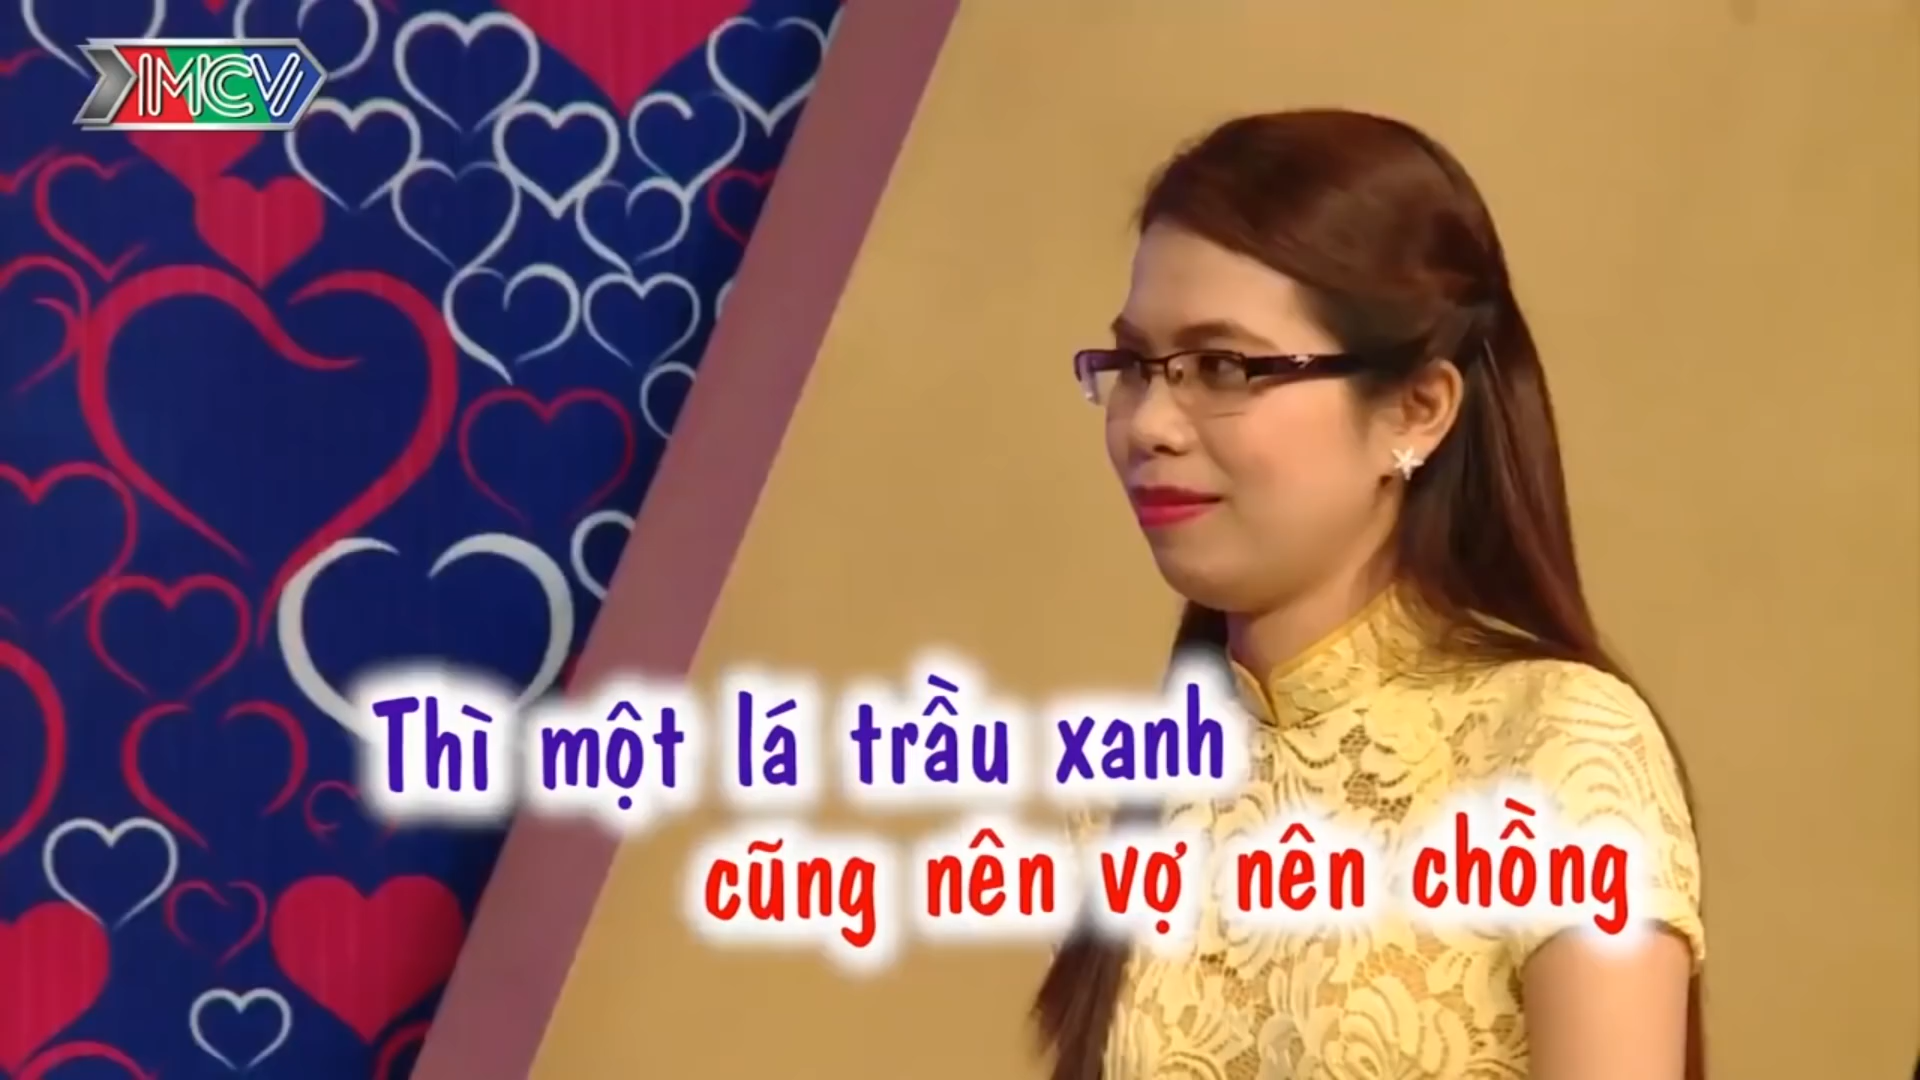 MCV
Thì một lá trầu xanh
cũng nên vợ nên chồng